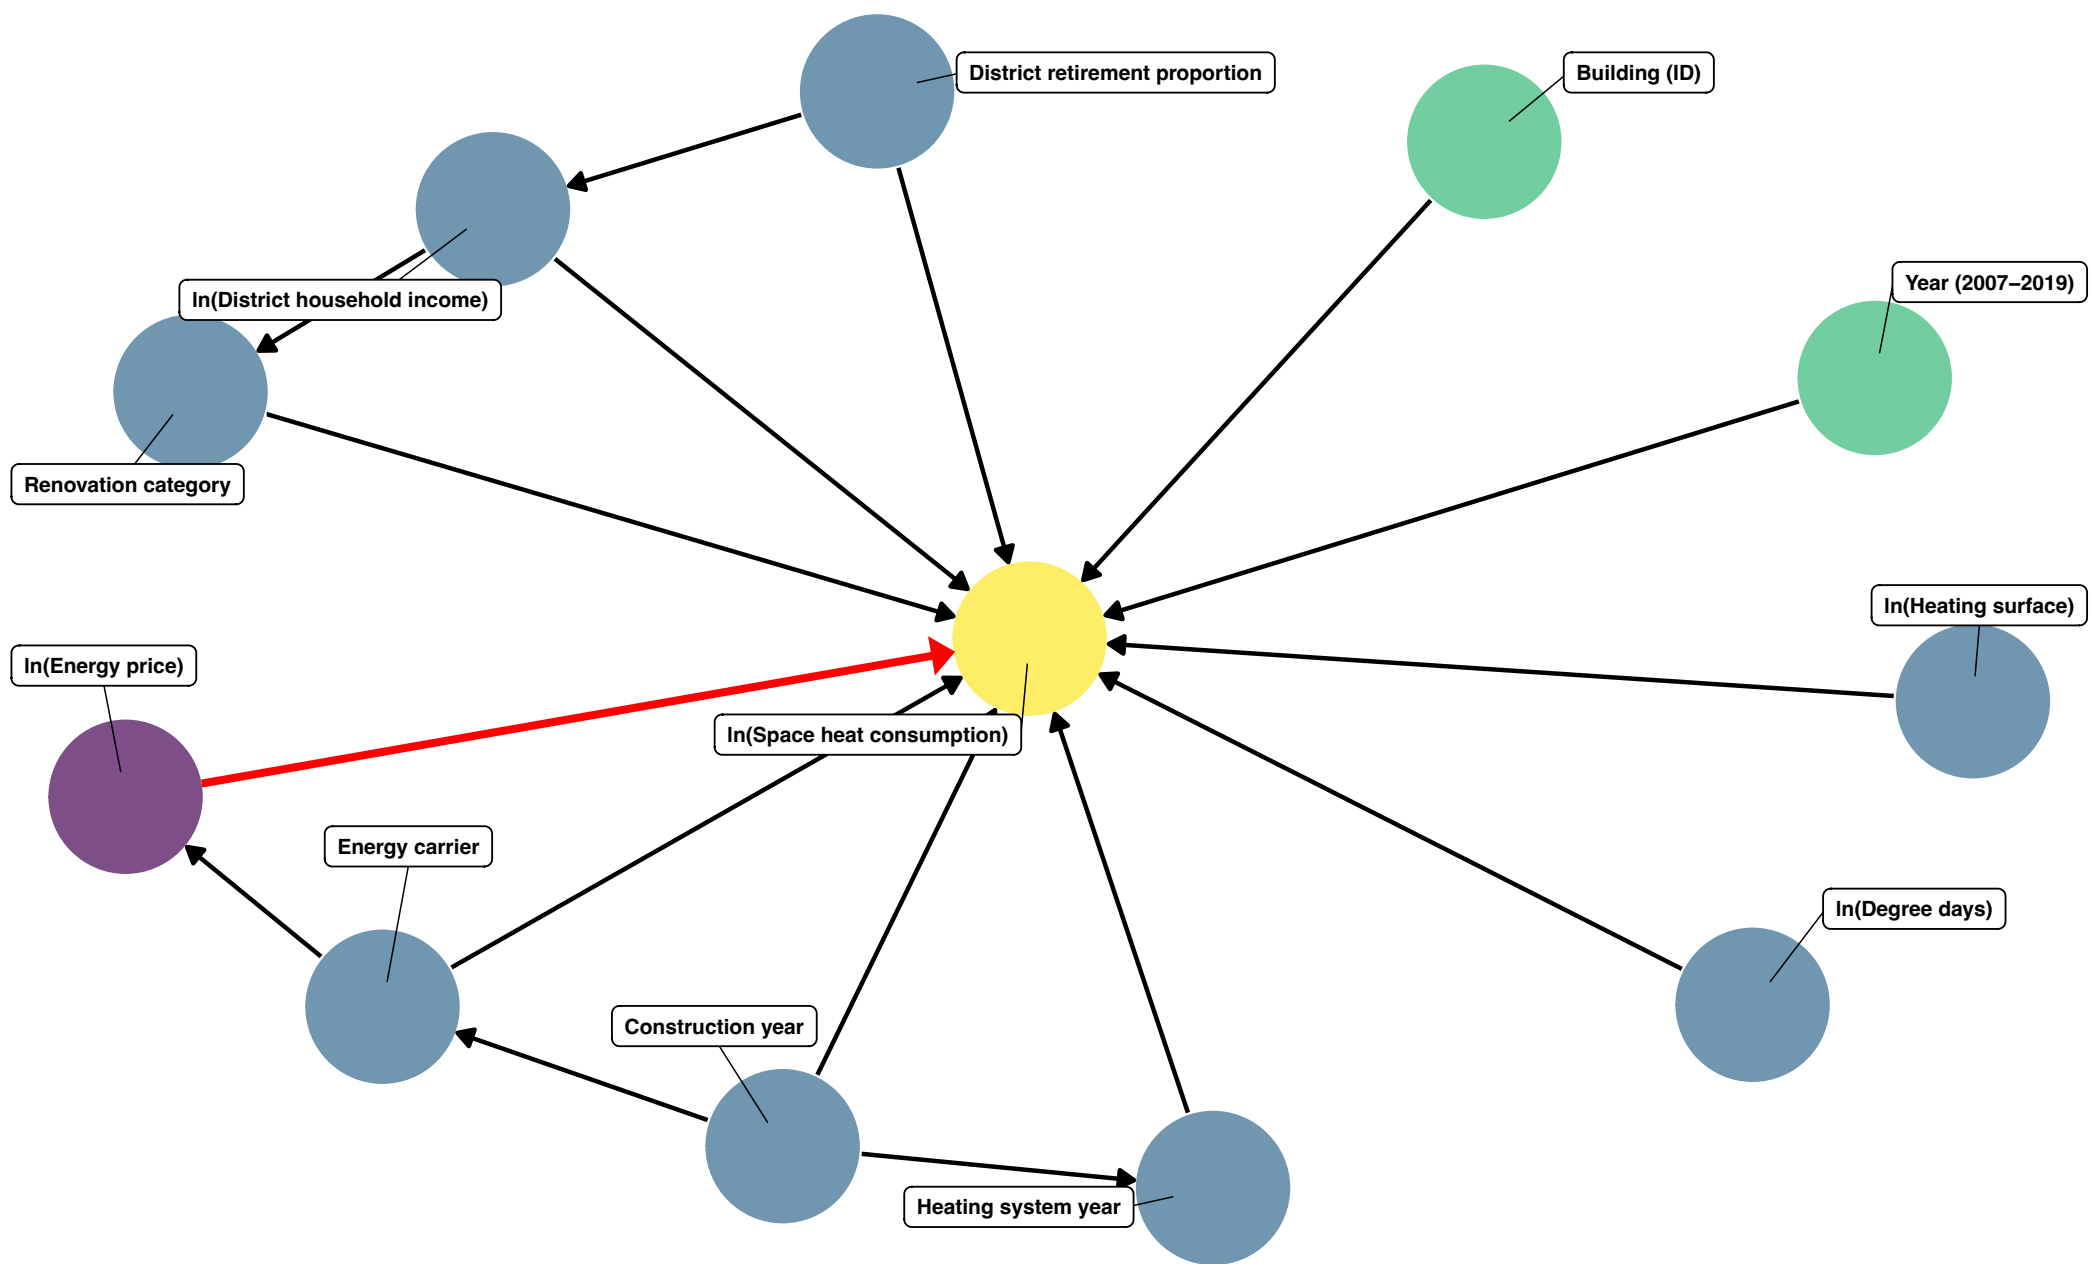 District retirement proportion
Building (ID)
Year (2007−2019)
ln(District household income)
Renovation category
ln(Heating surface)
ln(Energy price)
ln(Space heat consumption)
Energy carrier
ln(Degree days)
Construction year
Heating system year